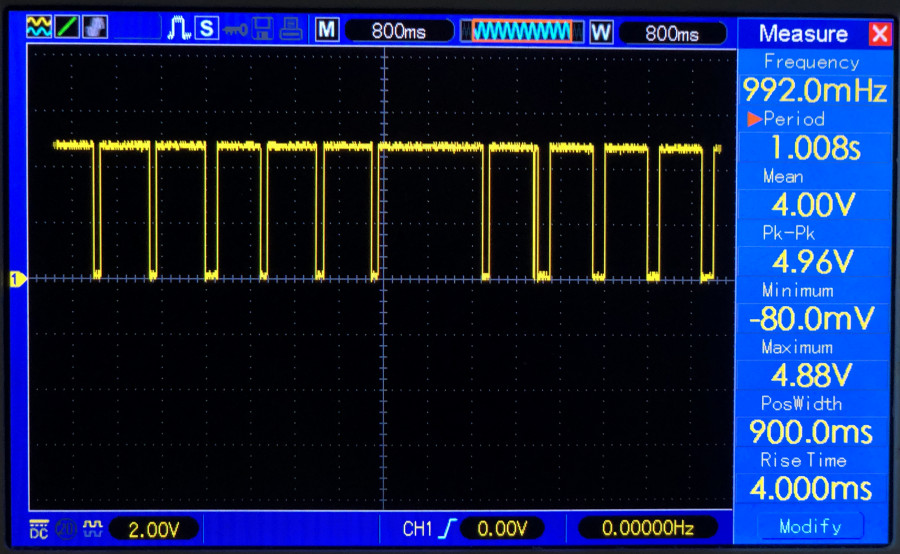 S M 800ms W 800ms
Measure X
Frequency
992.0mHz
Period
1.008s
Mean
4.00V
Pk-Pk
4.96V
Minimum
-80.0mV
Maximum
4.88V
PosWidth
900.0ms
Rise Time
4.000ms
Modify
1
DC 20 2.00V CH1 0.00V 0.00000Hz